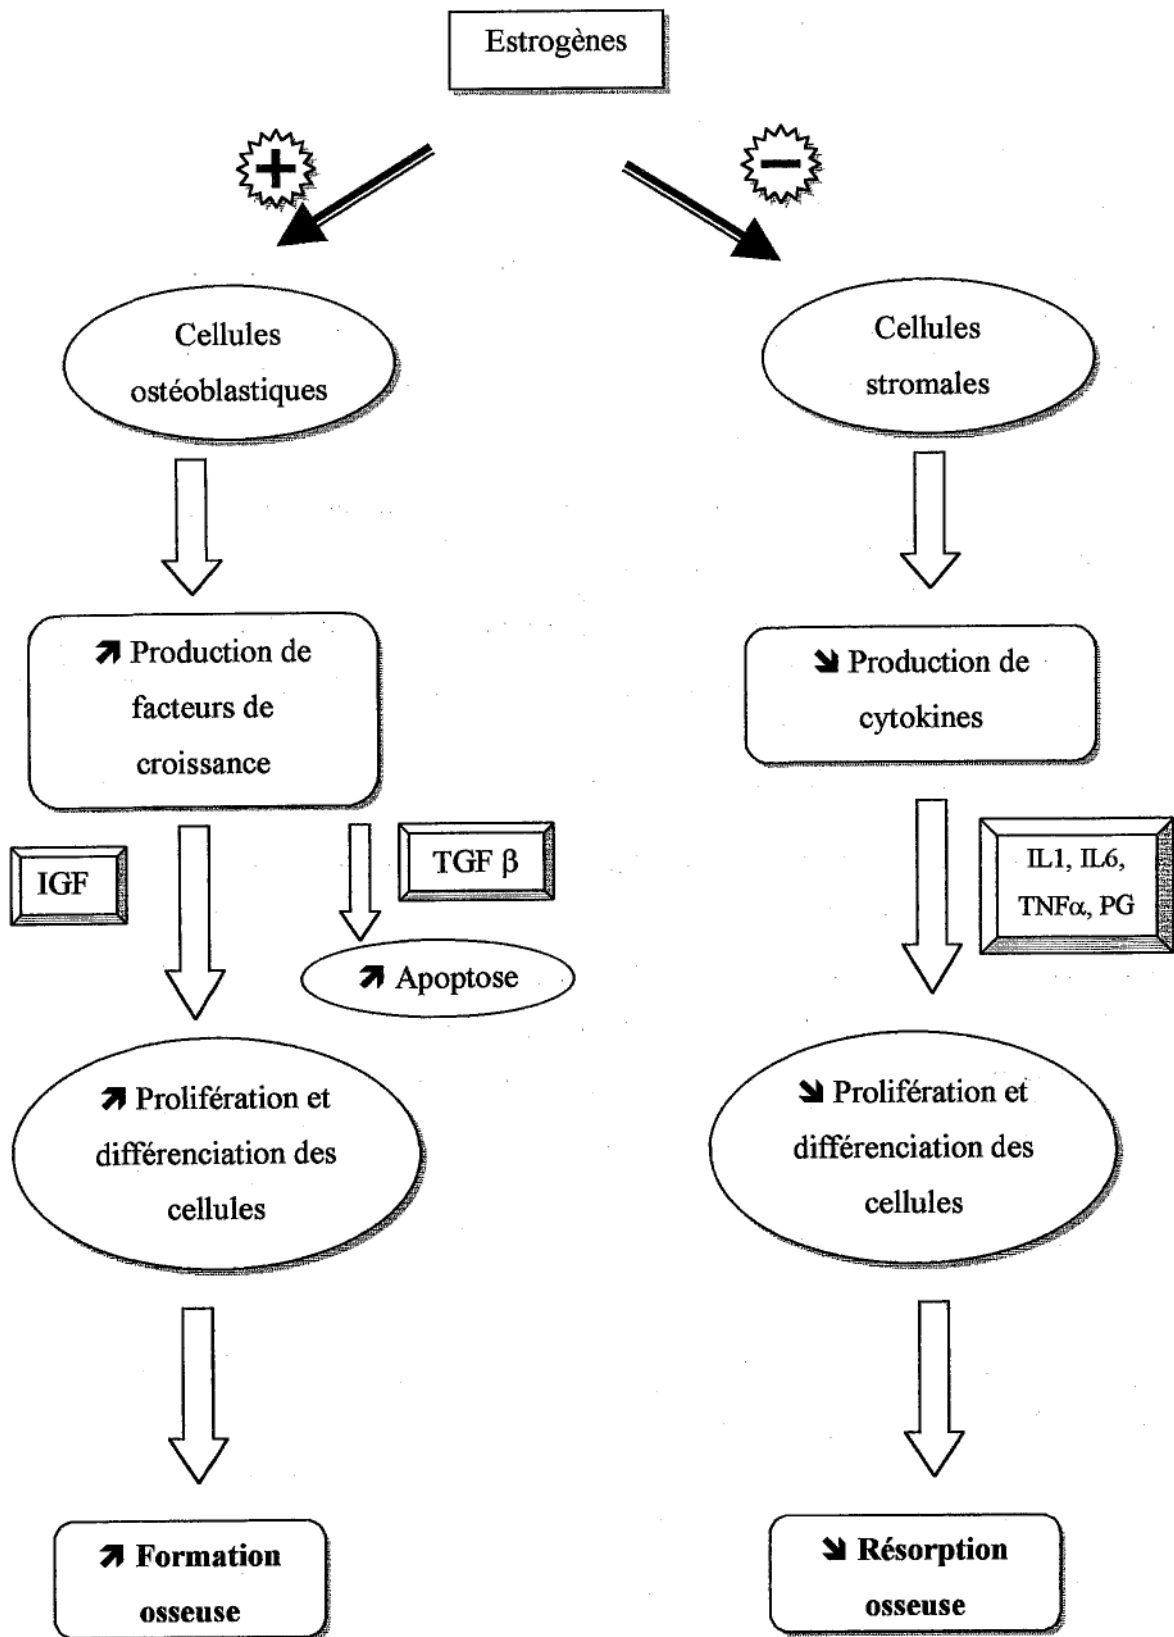 Estrogènes
+
−
Cellules
ostéoblastiques
Cellules
stromales
↗ Production de
facteurs de
croissance
↘ Production de
cytokines
IGF
TGF β
IL1, IL6,
TNFα, PG
↗ Apoptose
↗ Prolifération et
différenciation des
cellules
↘ Prolifération et
différenciation des
cellules
↗ Formation
osseuse
↘ Résorption
osseuse